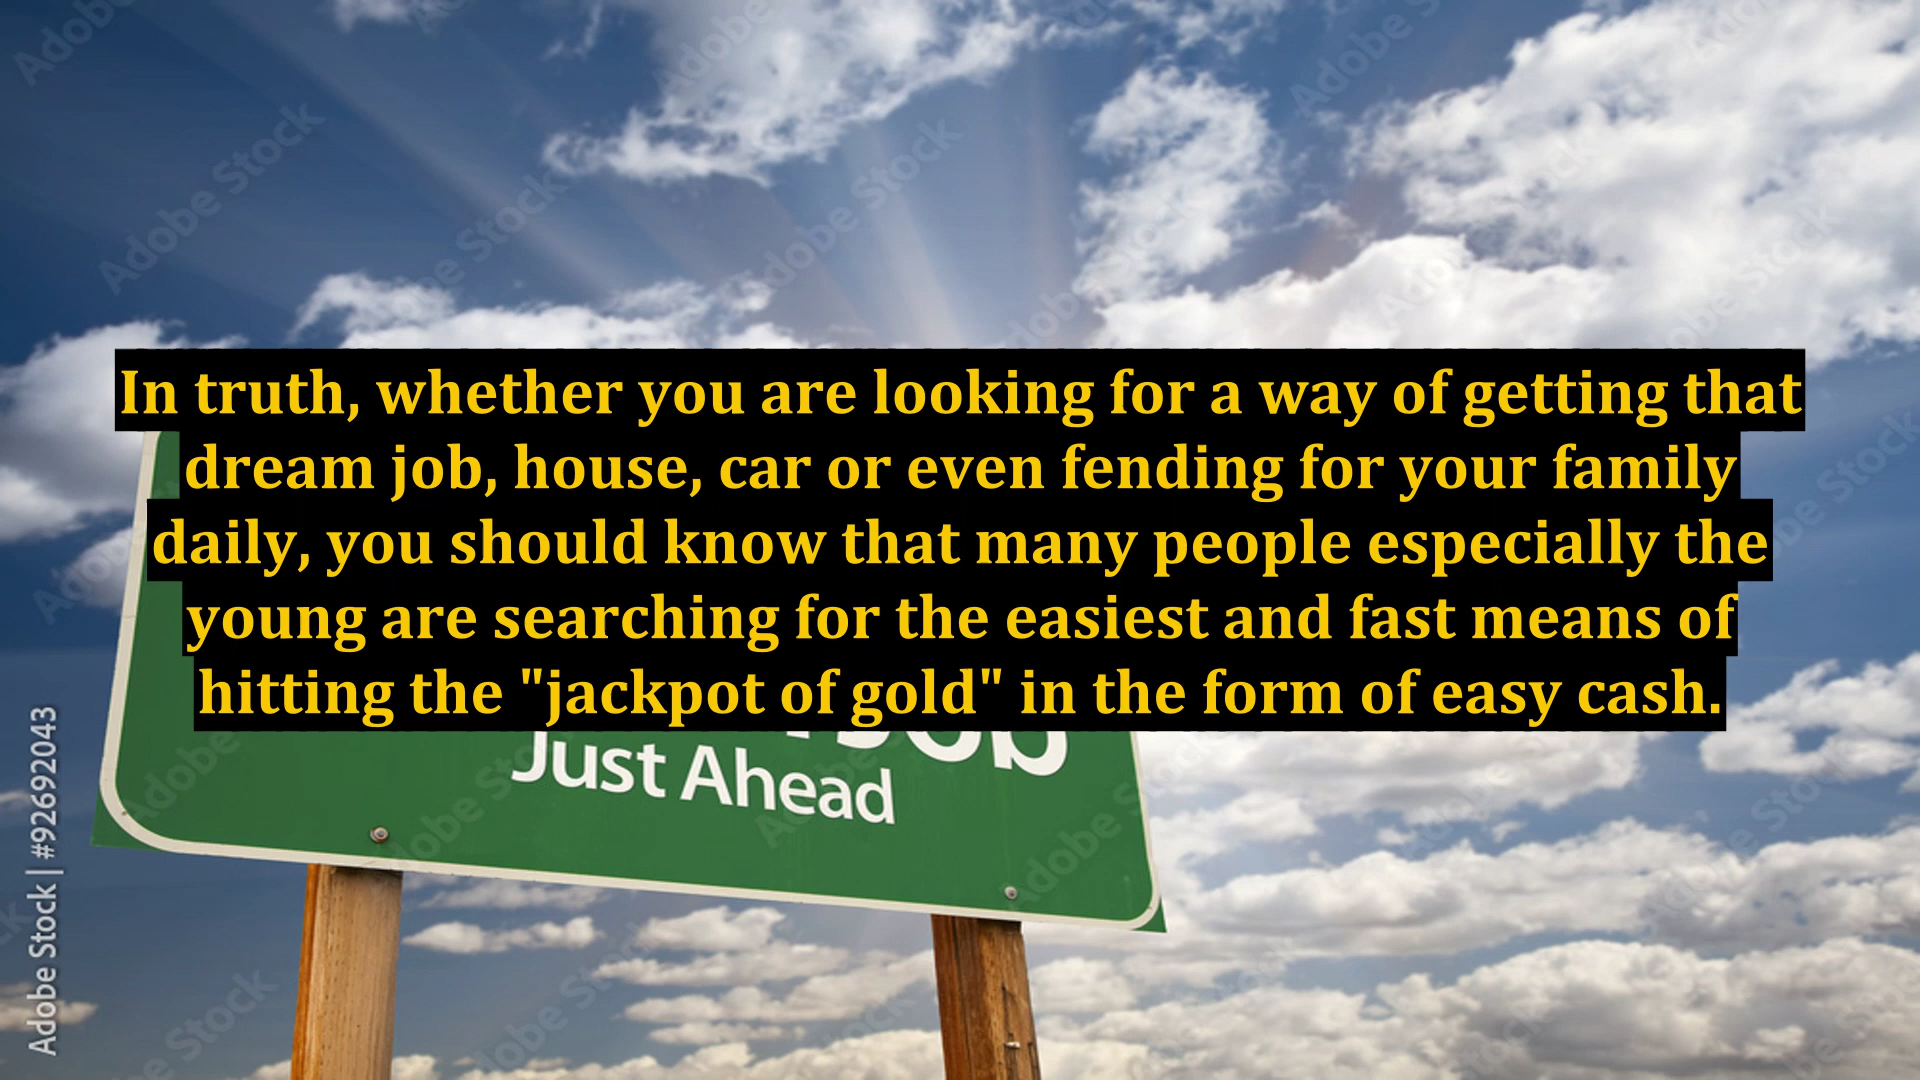 In truth, whether you are looking for a way of getting that
dream job, house, car or even fending for your family
daily, you should know that many people especially the
young are searching for the easiest and fast means of
hitting the "jackpot of gold" in the form of easy cash.
Just Ahead
Adobe Stock | #92692043